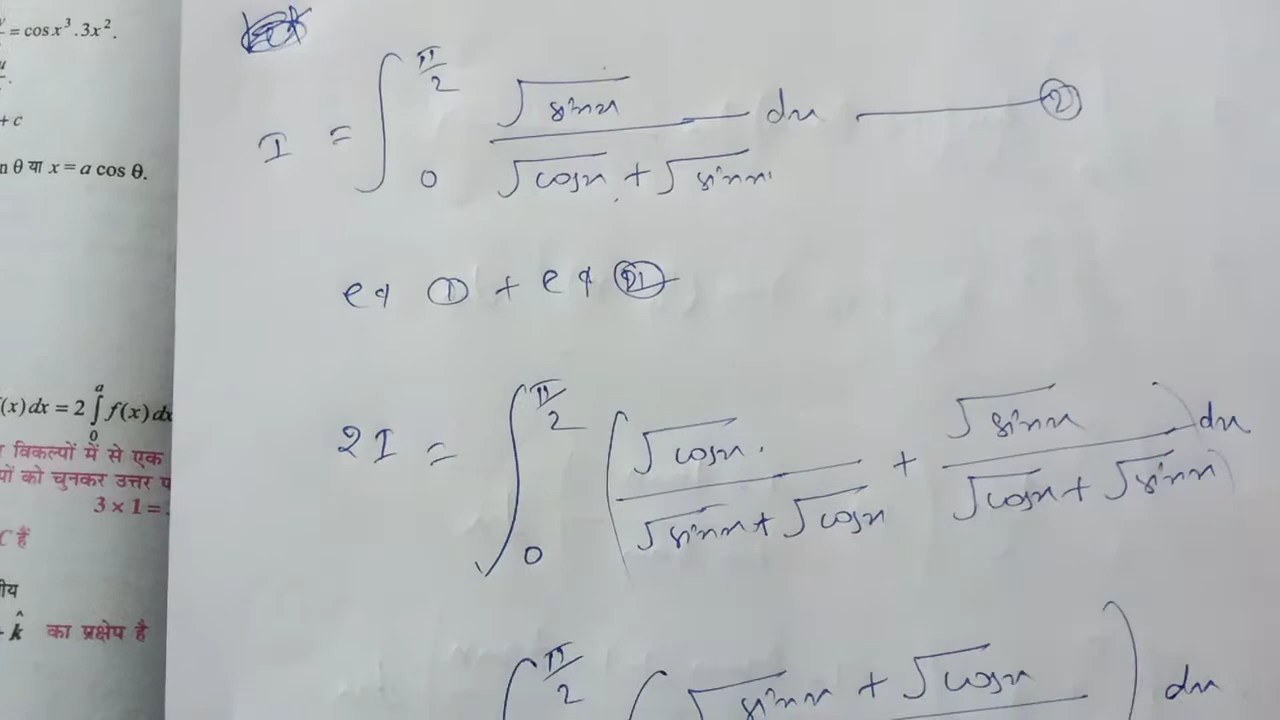 = cos x³ . 3x².
+ c
n θ या x = a cos θ.
(x) dx = 2 ∫₀ᵃ f(x) dx
विकल्पों में से एक
को चुनकर उत्तर
3 × 1 =
C हैं
k̂ का प्रक्षेप है
I = ∫₀^(π/2) √sinx / (√cosx + √sinx) dx ——— ②
eq ① + eq ②
2I = ∫₀^(π/2) ( √cosx / (√sinx + √cosx) + √sinx / (√cosx + √sinx) ) dx
∫^(π/2) ( √sinx + √cosx ) dx